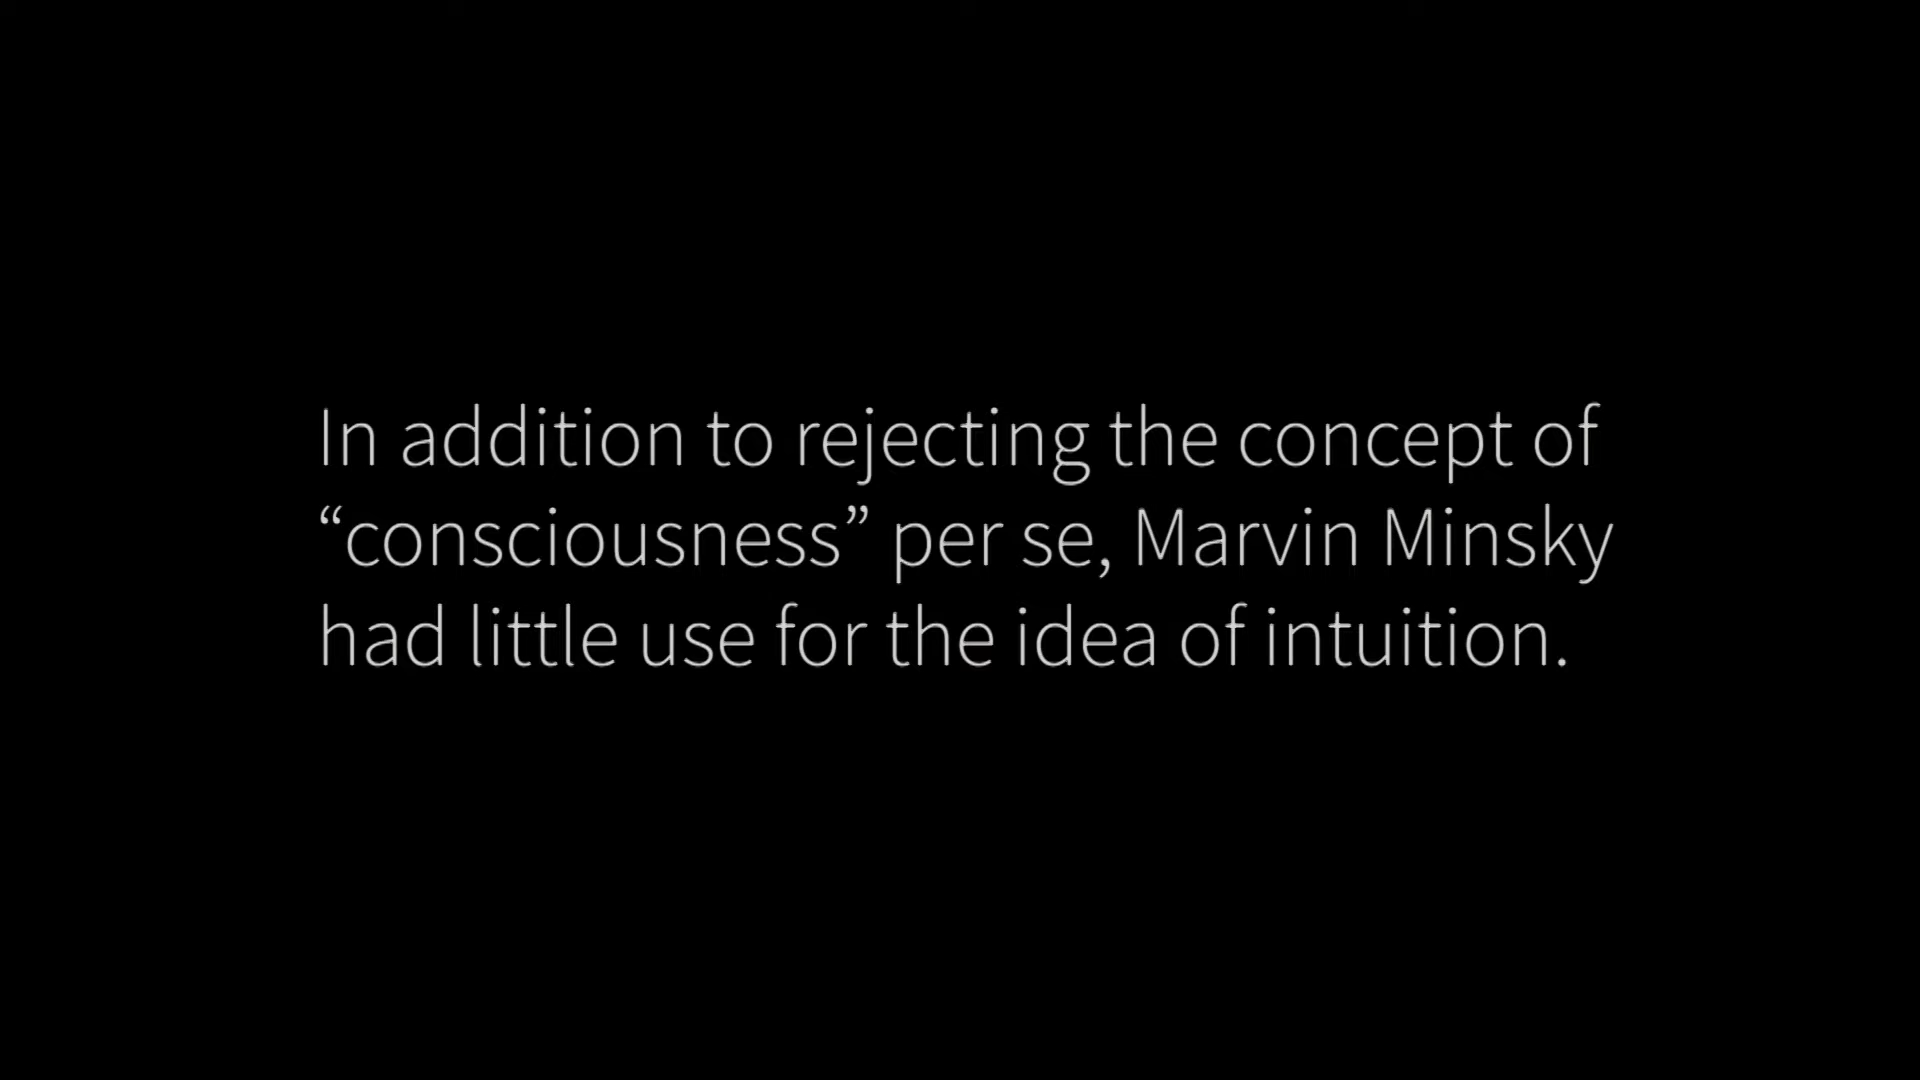 In addition to rejecting the concept of
“consciousness” per se, Marvin Minsky
had little use for the idea of intuition.